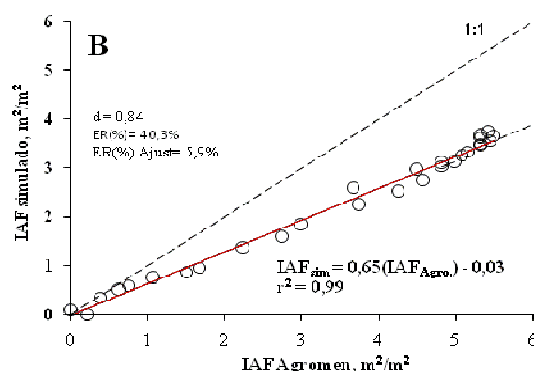 B
1:1
d = 0,84
ER(%) = 40,3%
ER(%) Ajust= 5,9%
IAFsim = 0,65(IAFAgro.) - 0,03
r² = 0,99
IAF simulado, m²/m²
6
5
4
3
2
1
0
0 1 2 3 4 5 6
IAF Agromen, m²/m²